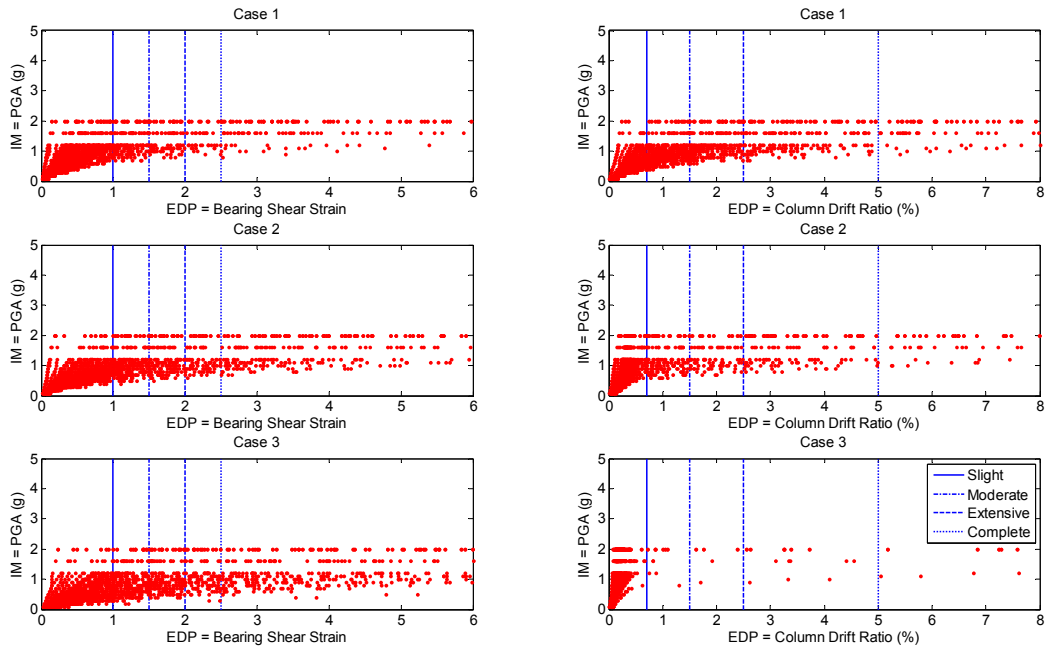 Case 1
IM = PGA (g)
5
4
3
2
1
0
0 1 2 3 4 5 6
EDP = Bearing Shear Strain
Case 1
IM = PGA (g)
5
4
3
2
1
0
0 1 2 3 4 5 6 7 8
EDP = Column Drift Ratio (%)
Case 2
IM = PGA (g)
5
4
3
2
1
0
0 1 2 3 4 5 6
EDP = Bearing Shear Strain
Case 2
IM = PGA (g)
5
4
3
2
1
0
0 1 2 3 4 5 6 7 8
EDP = Column Drift Ratio (%)
Case 3
IM = PGA (g)
5
4
3
2
1
0
0 1 2 3 4 5 6
EDP = Bearing Shear Strain
Case 3
IM = PGA (g)
5
4
3
2
1
0
0 1 2 3 4 5 6 7 8
EDP = Column Drift Ratio (%)
Slight
Moderate
Extensive
Complete